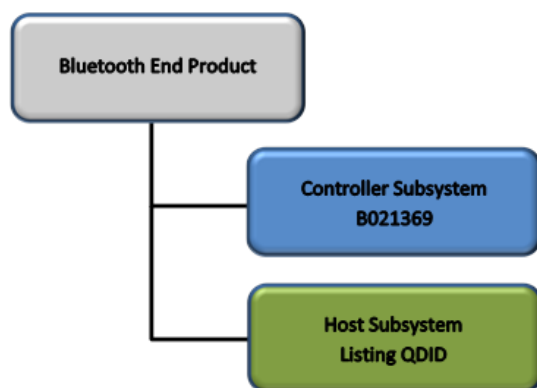 Bluetooth End Product
Controller Subsystem
B021369
Host Subsystem
Listing QDID